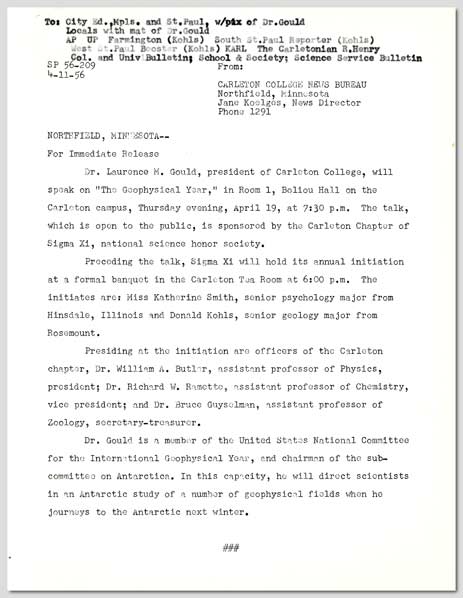 To: City Ed.,Mpls. and St.Paul, w/pix of Dr.Gould
Locals with mat of Dr.Gould
AP UP Farmington (Kohls) South St.Paul Reporter (Kohls)
West St.Paul Booster (Kohls) KARL The Carletonian R.Henry
Col. and Univ Bulletin; School & Society; Science Service Bulletin
SP 56-209
From:
4-11-56
CARLETON COLLEGE NEWS BUREAU
Northfield, Minnesota
Jane Koelges, News Director
Phone 1291
NORTHFIELD, MINNESOTA--
For Immediate Release
Dr. Laurence M. Gould, president of Carleton College, will
speak on "The Geophysical Year," in Room 1, Boliou Hall on the
Carleton campus, Thursday evening, April 19, at 7:30 p.m. The talk,
which is open to the public, is sponsored by the Carleton Chapter of
Sigma Xi, national science honor society.
Preceding the talk, Sigma Xi will hold its annual initiation
at a formal banquet in the Carleton Tea Room at 6:00 p.m. The
initiates are: Miss Katherine Smith, senior psychology major from
Hinsdale, Illinois and Donald Kohls, senior geology major from
Rosemount.
Presiding at the initiation are officers of the Carleton
chapter, Dr. William A. Butler, assistant professor of Physics,
president; Dr. Richard W. Ramette, assistant professor of Chemistry,
vice president; and Dr. Bruce Guyselman, assistant professor of
Zoology, secretary-treasurer.
Dr. Gould is a member of the United States National Committee
for the International Geophysical Year, and chairman of the sub-
committee on Antarctica. In this capacity, he will direct scientists
in an Antarctic study of a number of geophysical fields when he
journeys to the Antarctic next winter.
###